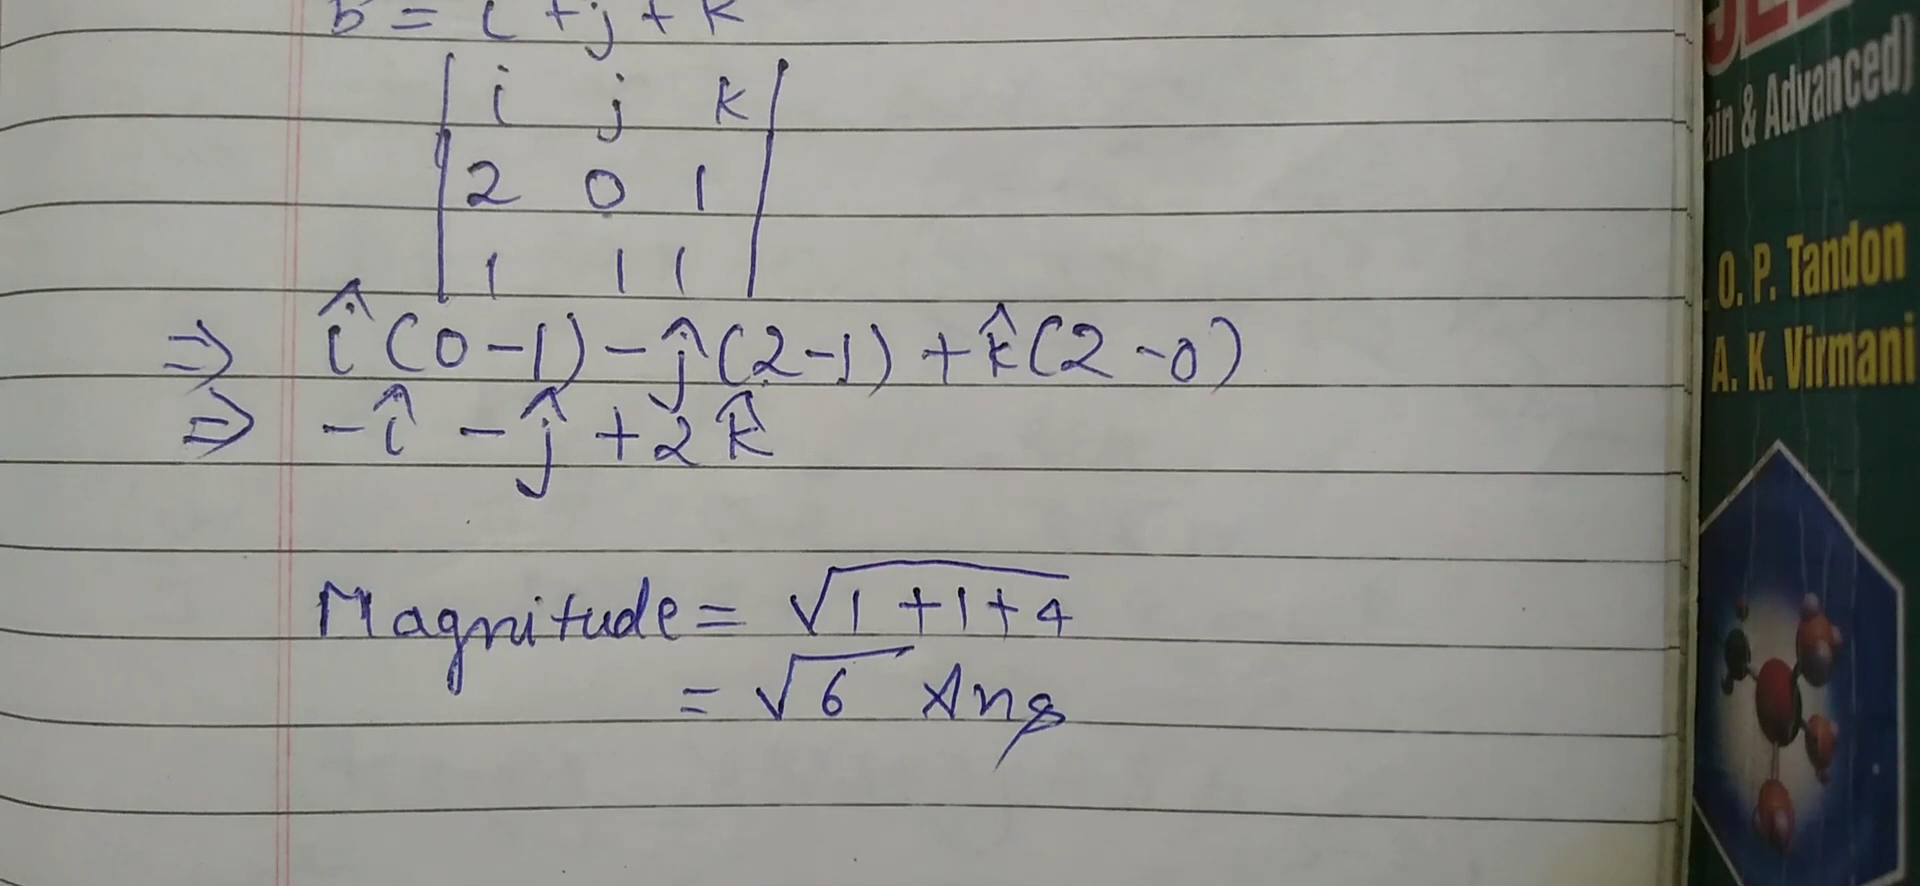 b = i + j + k
| i j k |
| 2 0 1 |
| 1 1 1 |
⇒ î (0-1) - ĵ (2-1) + k̂ (2-0)
⇒ -î - ĵ + 2k̂
Magnitude = √1+1+4
= √6 Ans
ain & Advanced)
O. P. Tandon
A. K. Virmani